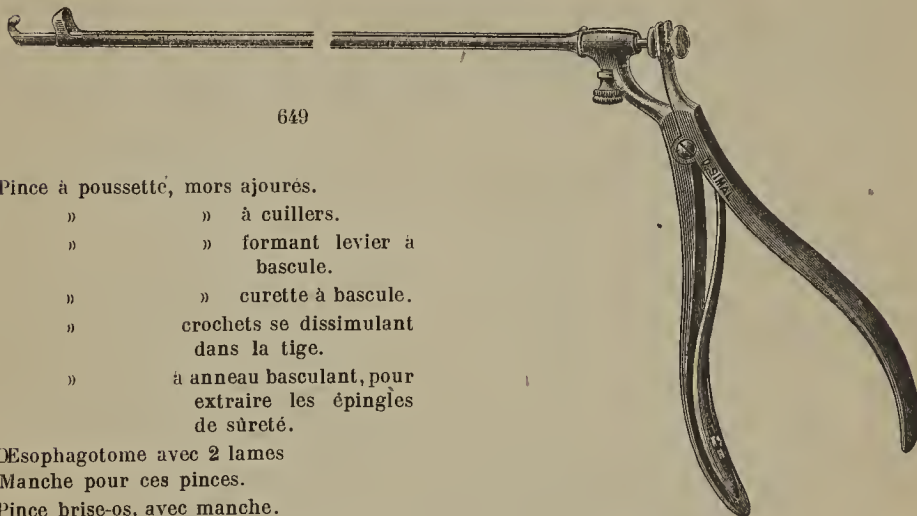 649
Pince à poussette, mors ajourés.
» » à cuillers.
» » formant levier à
bascule.
» » curette à bascule.
» crochets se dissimulant
dans la tige.
» à anneau basculant, pour
extraire les épingles
de sûreté.
Œsophagotome avec 2 lames
Manche pour ces pinces.
Pince brise-os, avec manche.